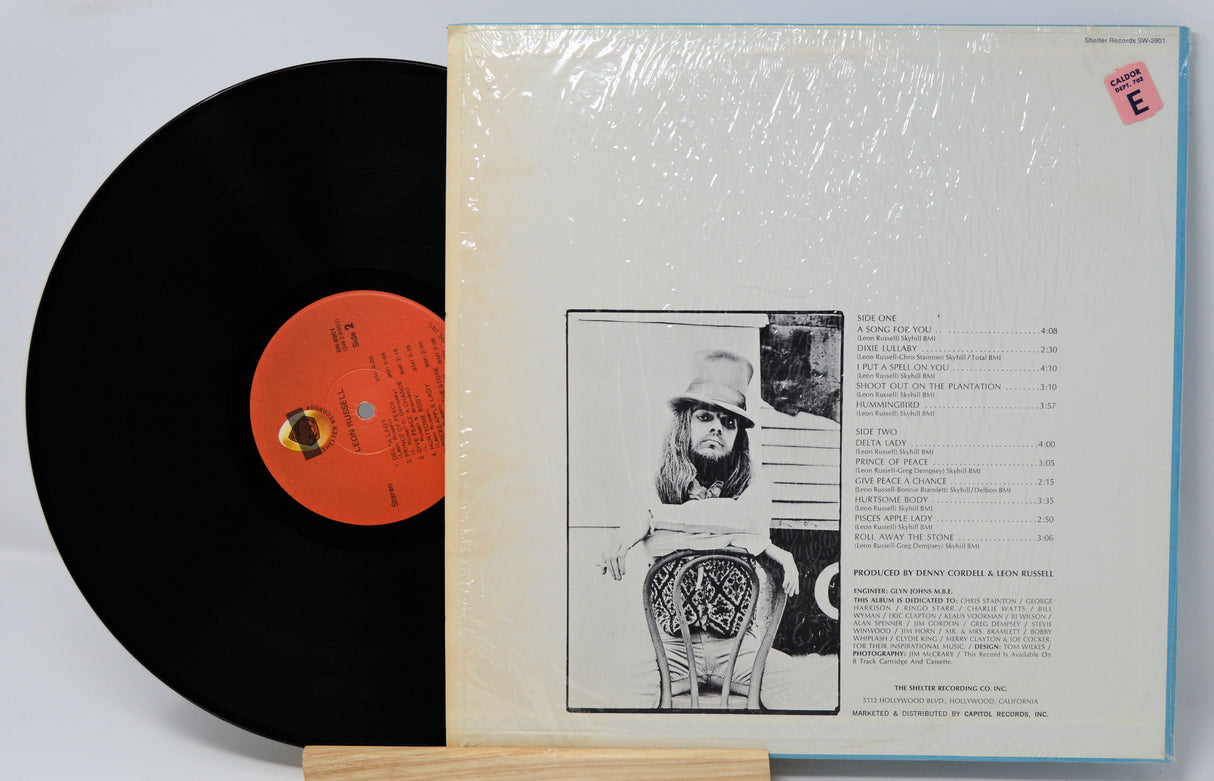 Shelter Records SW-3901
CALDOR
DEPT. 702
E
SIDE ONE
A SONG FOR YOU . . . . . . . . . . . . . . . . . . . 4:08
(Leon Russell) Skyhill BMI
DIXIE LULLABY . . . . . . . . . . . . . . . . . . . . 2:30
(Leon Russell-Chris Stainton) Skyhill/Total BMI
I PUT A SPELL ON YOU . . . . . . . . . . . . . . . . 4:10
(Leon Russell) Skyhill BMI
SHOOT OUT ON THE PLANTATION . . . . . . . 3:10
(Leon Russell) Skyhill BMI
HUMMINGBIRD . . . . . . . . . . . . . . . . . . . . 3:57
(Leon Russell) Skyhill BMI
SIDE TWO
DELTA LADY . . . . . . . . . . . . . . . . . . . . . . 4:00
(Leon Russell) Skyhill BMI
PRINCE OF PEACE . . . . . . . . . . . . . . . . . . . 3:05
(Leon Russell-Greg Dempsey) Skyhill BMI
GIVE PEACE A CHANCE . . . . . . . . . . . . . . . . 2:15
(Leon Russell-Bonnie Bramlett) Skyhill/Delbon BMI
HURTSOME BODY . . . . . . . . . . . . . . . . . . . 3:35
(Leon Russell) Skyhill BMI
PISCES APPLE LADY . . . . . . . . . . . . . . . . . . 2:50
(Leon Russell) Skyhill BMI
ROLL AWAY THE STONE . . . . . . . . . . . . . . . 3:06
(Leon Russell-Greg Dempsey) Skyhill BMI
PRODUCED BY DENNY CORDELL & LEON RUSSELL
ENGINEER: GLYN JOHNS M.B.E.
THIS ALBUM IS DEDICATED TO: CHRIS STAINTON / GEORGE
HARRISON / RINGO STARR / CHARLIE WATTS / BILL
WYMAN / ERIC CLAPTON / KLAUS VOORMAN / BJ WILSON /
ALAN SPENNER / JIM GORDON / GREG DEMPSEY / STEVIE
WINWOOD / JIM HORN / MR. & MRS. BRAMLETT / BOBBY
WHIPLASH / CLYDIE KING / MERRY CLAYTON & JOE COCKER,
FOR THEIR INSPIRATIONAL MUSIC. / DESIGN: TOM WILKES /
PHOTOGRAPHY: JIM McCRARY / This Record Is Available On
8 Track Cartridge And Cassette.
THE SHELTER RECORDING CO. INC.
5112 HOLLYWOOD BLVD., HOLLYWOOD, CALIFORNIA
MARKETED & DISTRIBUTED BY CAPITOL RECORDS, INC.
LEON RUSSELL
Side 2
Stereo